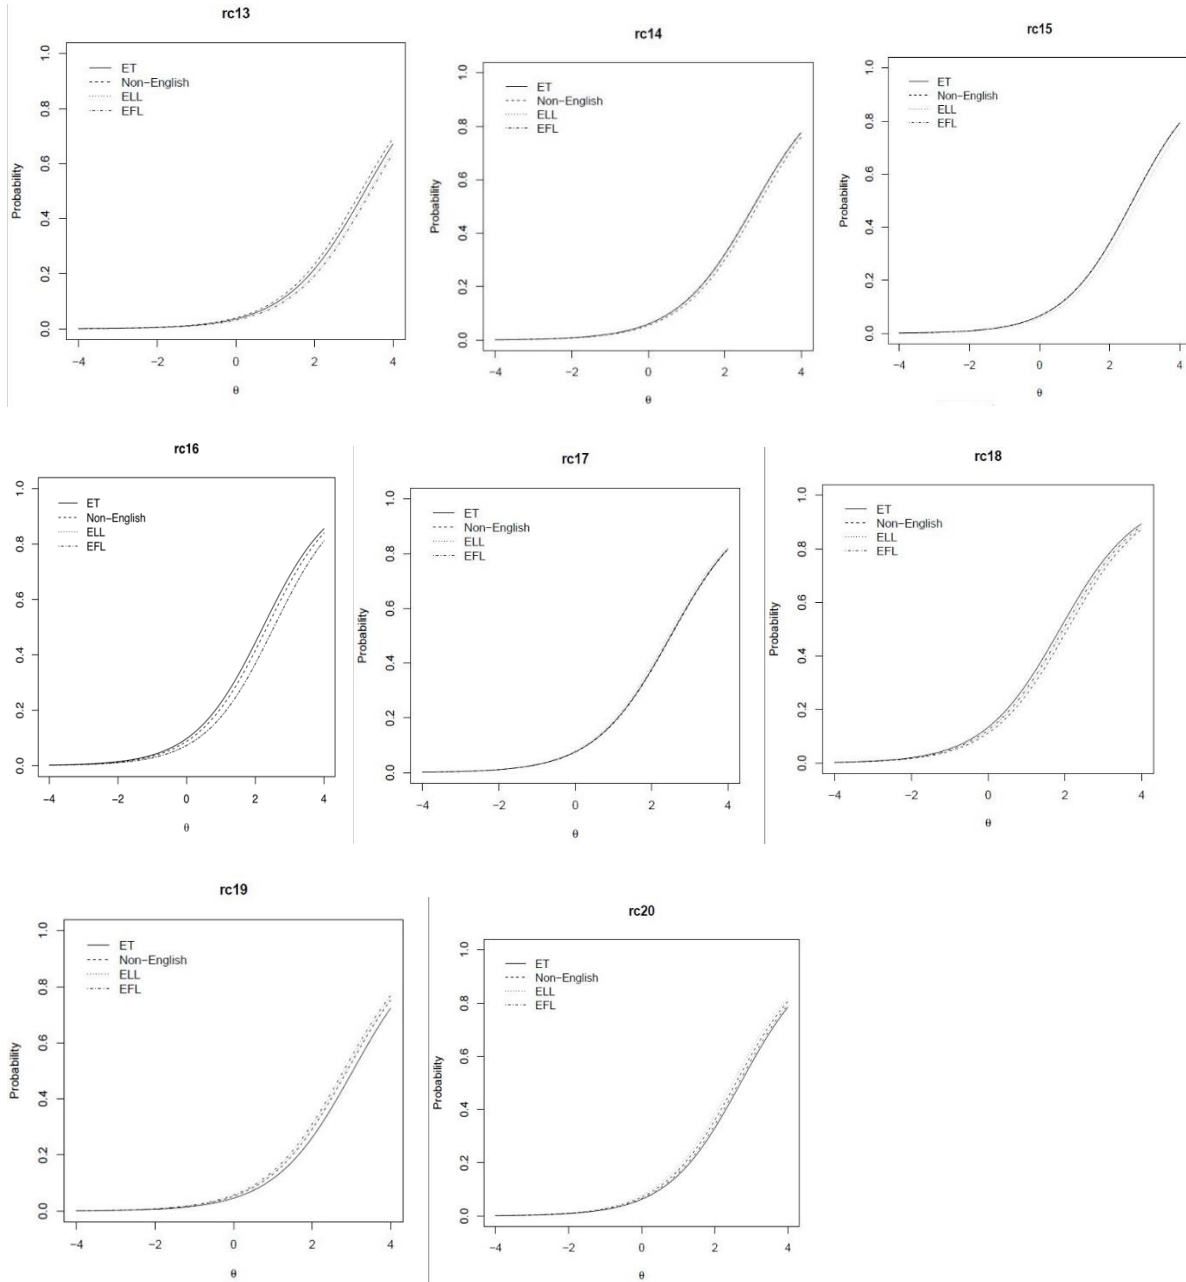 rc13
1.0
0.8
0.6
0.4
0.2
0.0
Probability
ET
Non-English
ELL
EFL
-4 -2 0 2 4
θ
rc14
1.0
0.8
0.6
0.4
0.2
0.0
Probability
ET
Non-English
ELL
EFL
-4 -2 0 2 4
θ
rc15
1.0
0.8
0.6
0.4
0.2
0.0
Probability
ET
Non-English
ELL
EFL
-4 -2 0 2 4
θ
rc16
1.0
0.8
0.6
0.4
0.2
0.0
ET
Non-English
ELL
EFL
-4 -2 0 2 4
θ
rc17
1.0
0.8
0.6
0.4
0.2
0.0
Probability
ET
Non-English
ELL
EFL
-4 -2 0 2 4
θ
rc18
1.0
0.8
0.6
0.4
0.2
0.0
Probability
ET
Non-English
ELL
EFL
-4 -2 0 2 4
θ
rc19
1.0
0.8
0.6
0.4
0.2
0.0
Probability
ET
Non-English
ELL
EFL
-4 -2 0 2 4
θ
rc20
1.0
0.8
0.6
0.4
0.2
0.0
Probability
ET
Non-English
ELL
EFL
-4 -2 0 2 4
θ